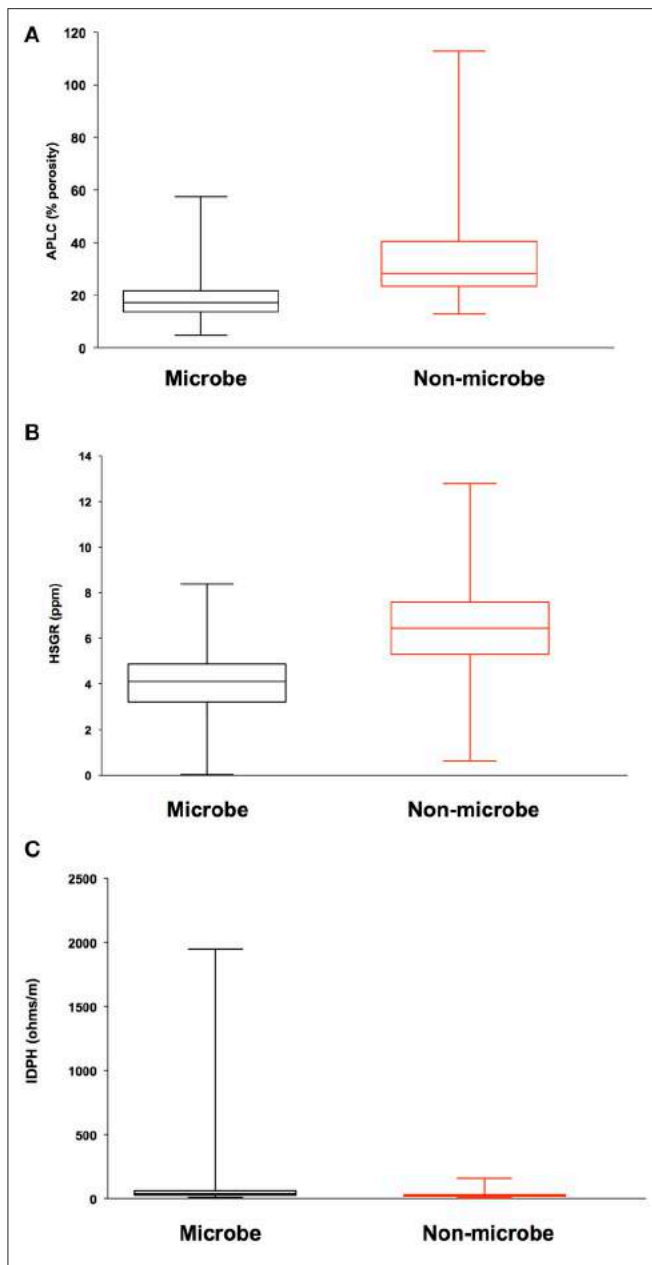 A
120
100
80
60
40
20
0
APLC (% porosity)
Microbe
Non-microbe
B
14
12
10
8
6
4
2
0
HSGR (ppm)
Microbe
Non-microbe
C
2500
2000
1500
1000
500
0
IDPH (ohms/m)
Microbe
Non-microbe